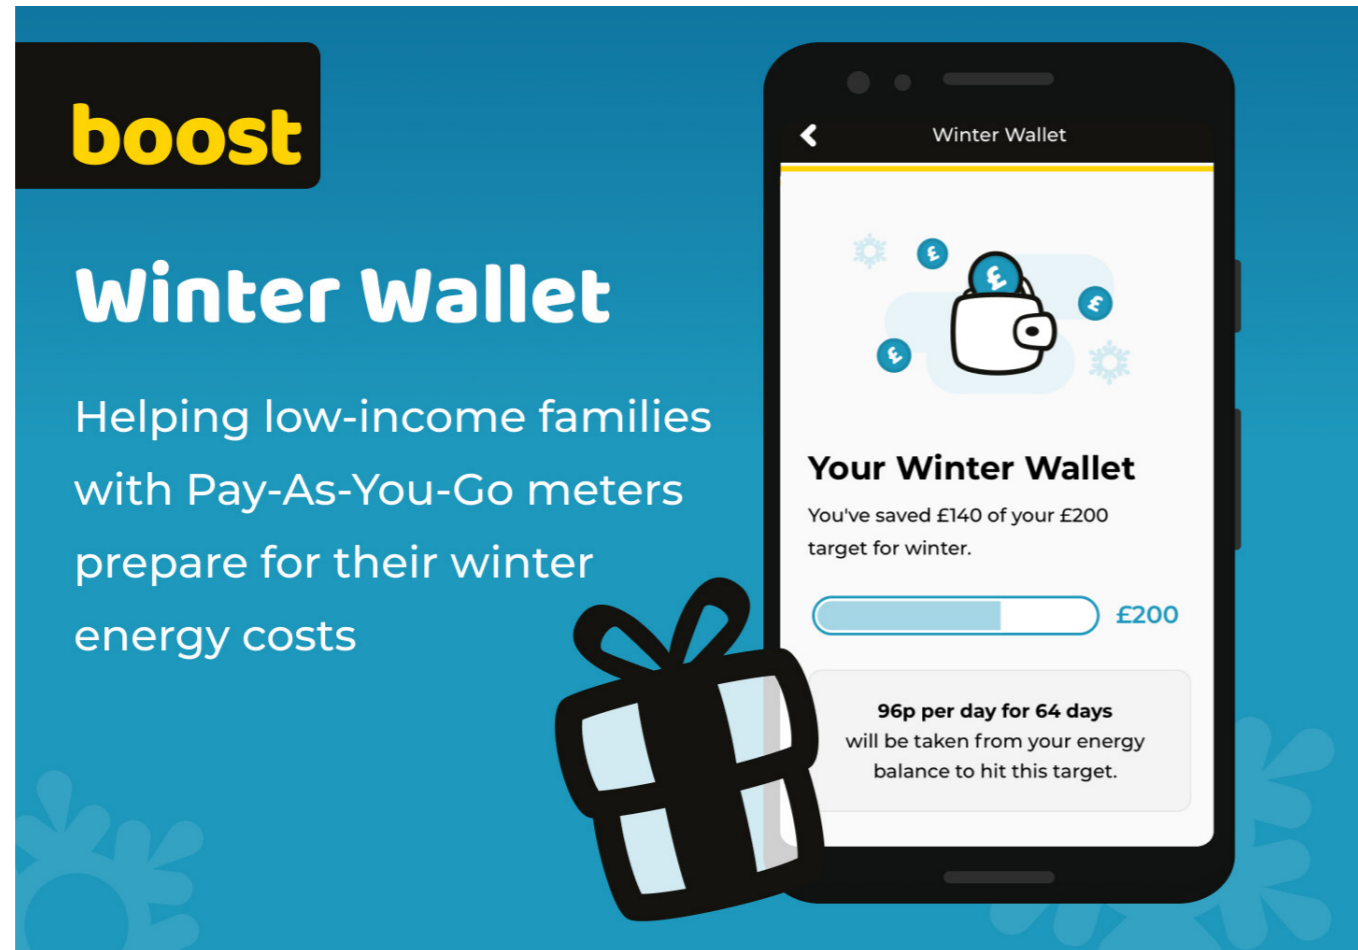 boost
Winter Wallet
Helping low-income families
with Pay-As-You-Go meters
prepare for their winter
energy costs
Winter Wallet
£
£
£
£
Your Winter Wallet
You've saved £140 of your £200
target for winter.
£200
96p per day for 64 days
will be taken from your energy
balance to hit this target.